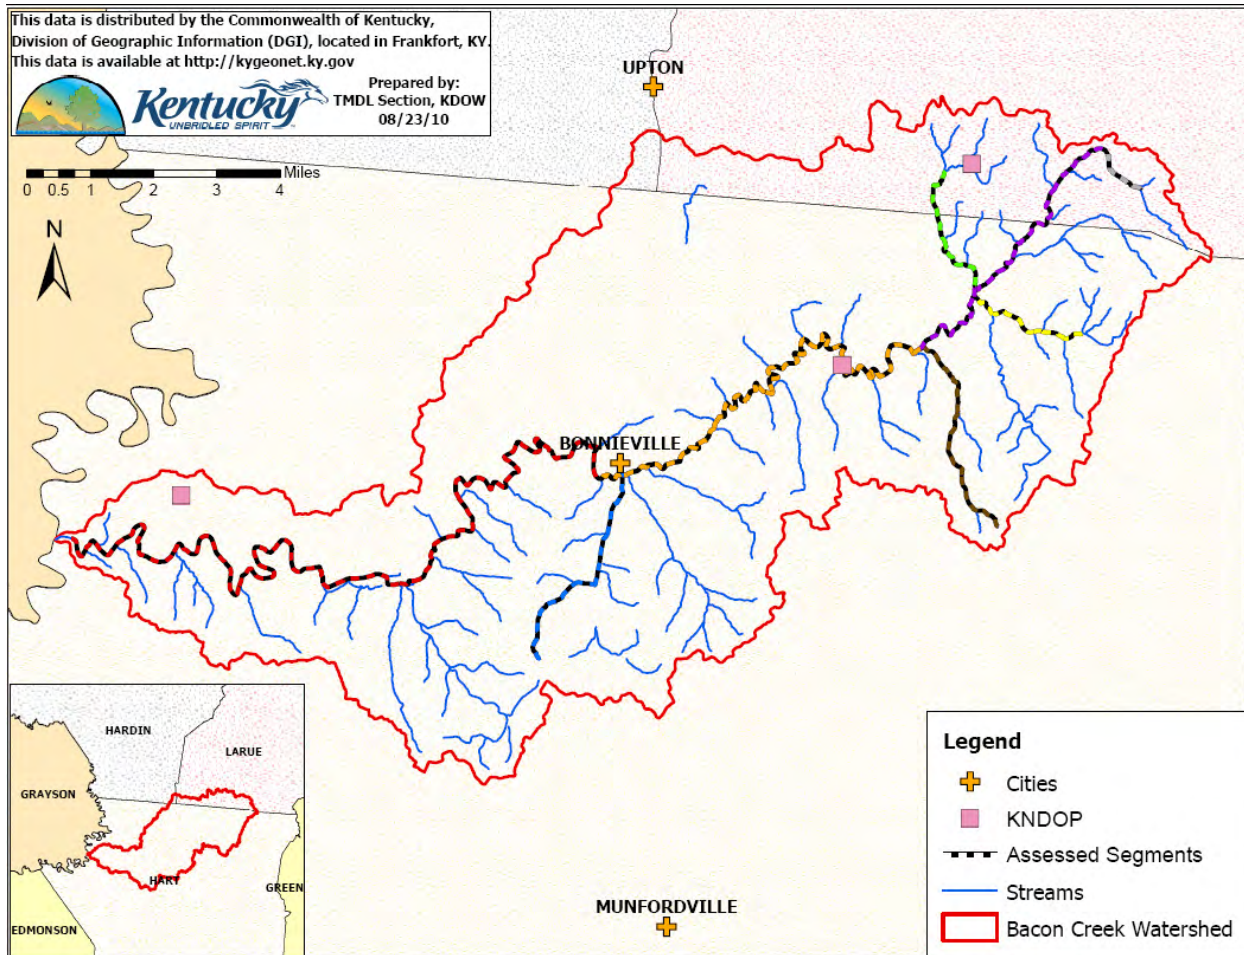 This data is distributed by the Commonwealth of Kentucky,
Division of Geographic Information (DGI), located in Frankfort, KY.
This data is available at http://kygeonet.ky.gov
Kentucky
UNBRIDLED SPIRIT
Prepared by:
TMDL Section, KDOW
08/23/10
UPTON
Miles
0 0.5 1 2 3 4
N
BONNIEVILLE
HARDIN
LARUE
GRAYSON
HART
GREEN
EDMONSON
MUNFORDVILLE
Legend
Cities
KNDOP
Assessed Segments
Streams
Bacon Creek Watershed